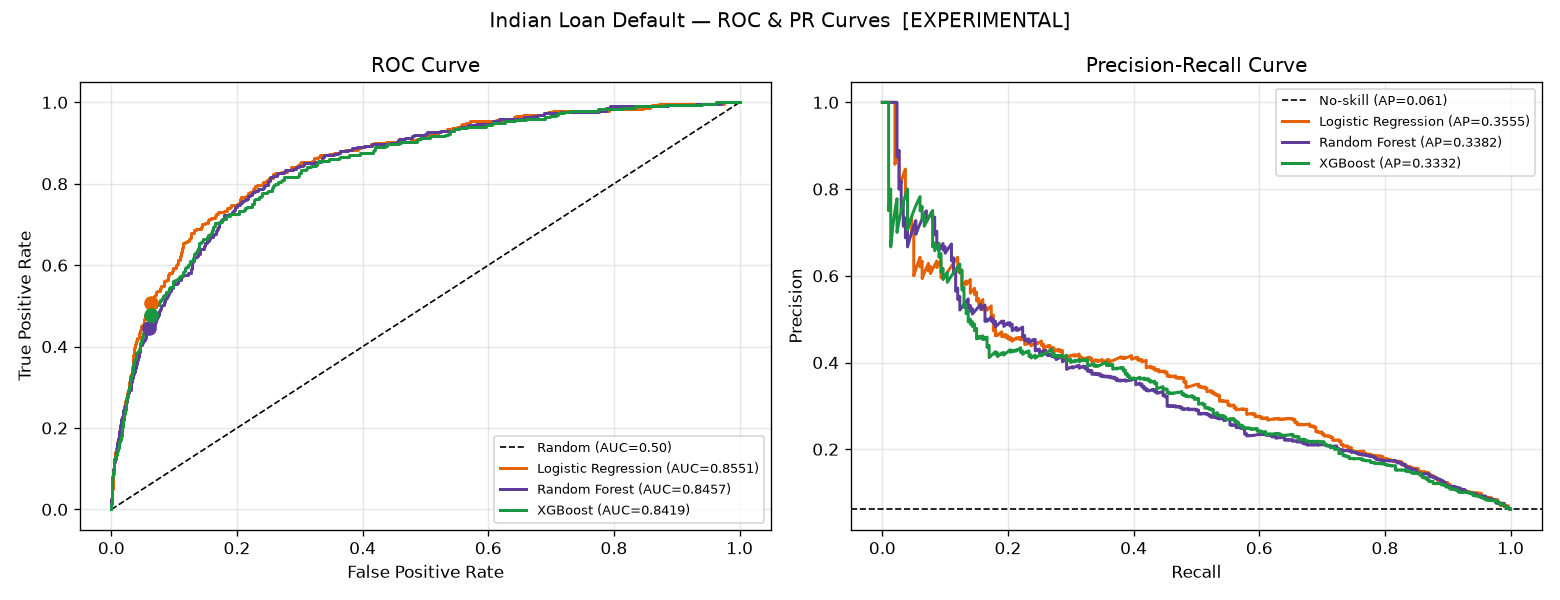 Indian Loan Default — ROC & PR Curves [EXPERIMENTAL]
ROC Curve
True Positive Rate
1.0
0.8
0.6
0.4
0.2
0.0
Random (AUC=0.50)
Logistic Regression (AUC=0.8551)
Random Forest (AUC=0.8457)
XGBoost (AUC=0.8419)
0.0 0.2 0.4 0.6 0.8 1.0
False Positive Rate
Precision-Recall Curve
Precision
1.0
0.8
0.6
0.4
0.2
No-skill (AP=0.061)
Logistic Regression (AP=0.3555)
Random Forest (AP=0.3382)
XGBoost (AP=0.3332)
0.0 0.2 0.4 0.6 0.8 1.0
Recall